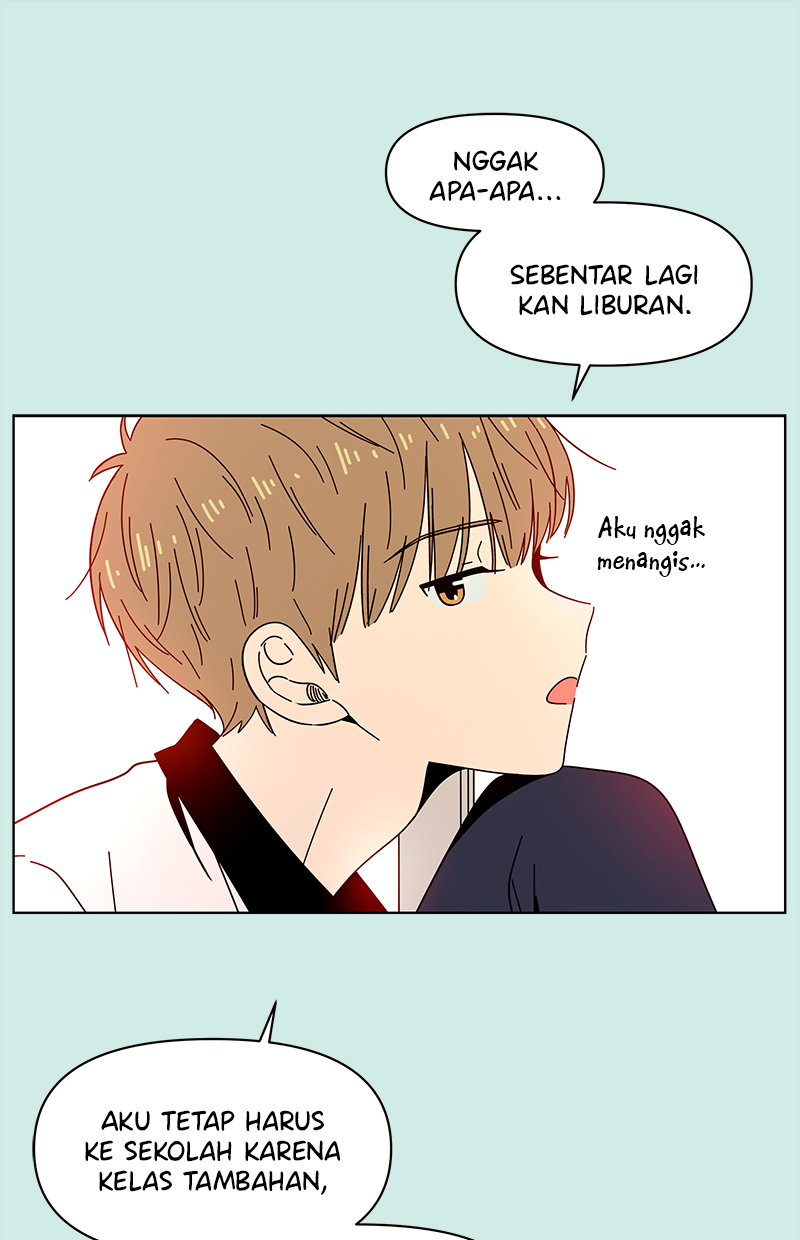 NGGAK
APA-APA...
SEBENTAR LAGI
KAN LIBURAN.
Aku nggak
menangis...
AKU TETAP HARUS
KE SEKOLAH KARENA
KELAS TAMBAHAN,